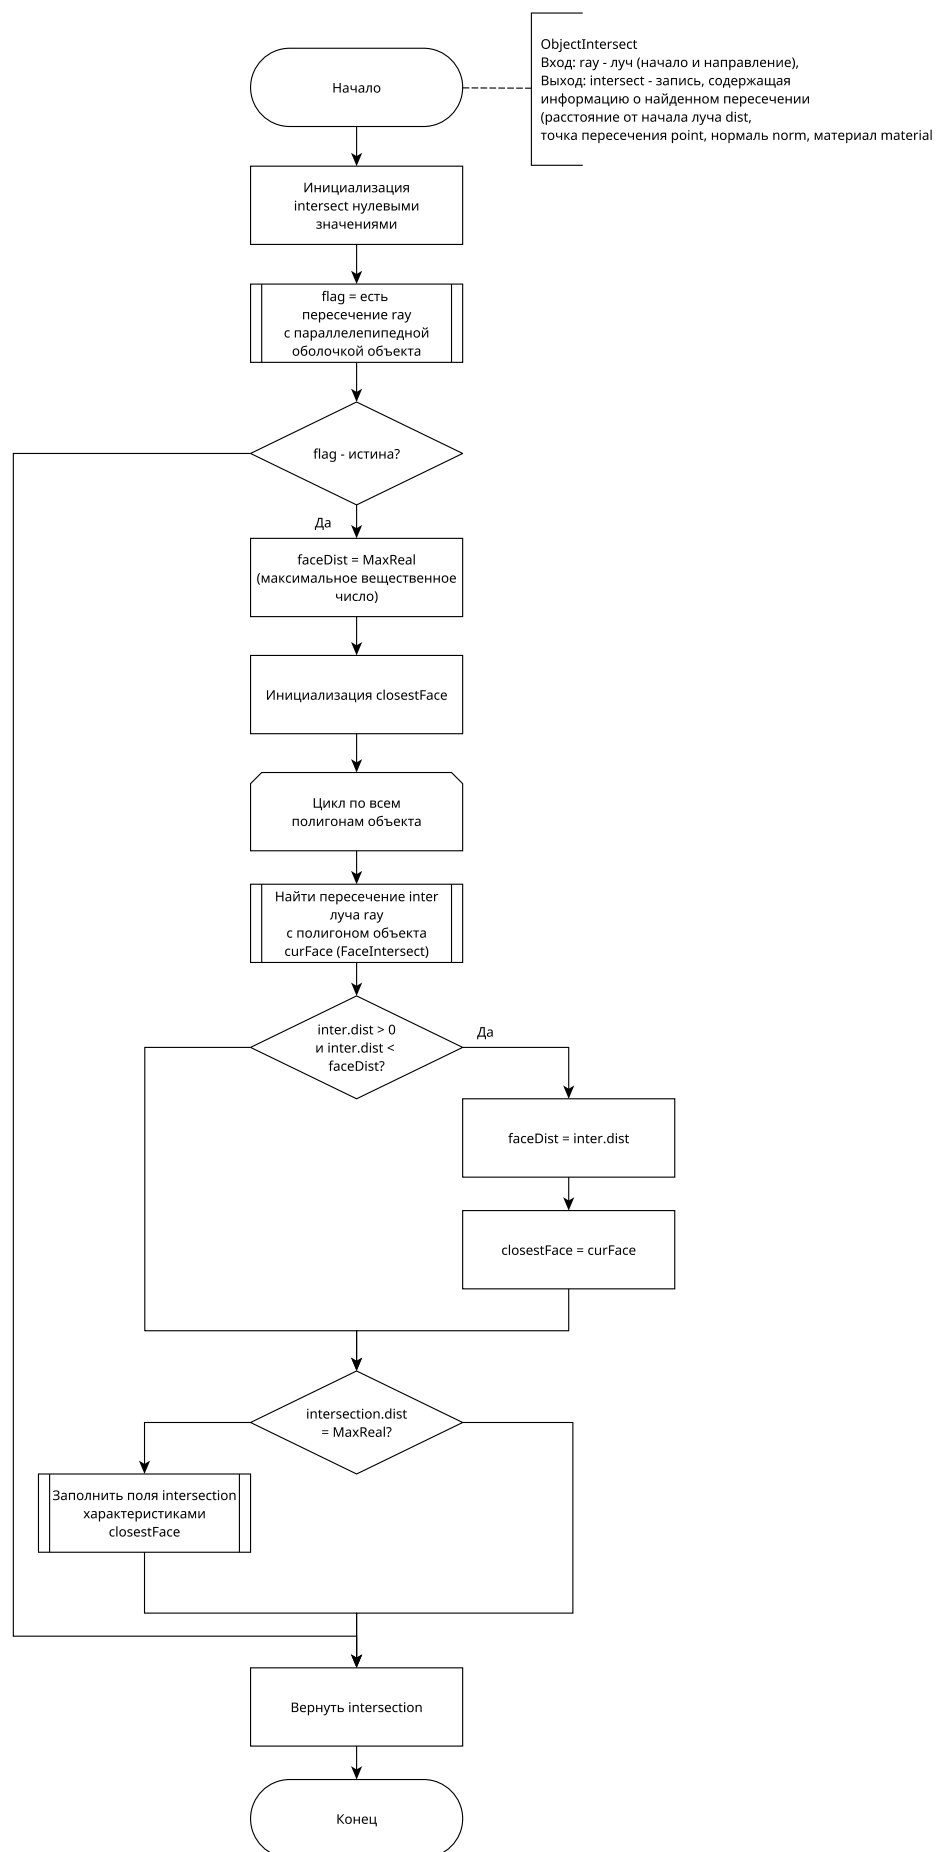 Начало
ObjectIntersect
Вход: ray - луч (начало и направление),
Выход: intersect - запись, содержащая
информацию о найденном пересечении
(расстояние от начала луча dist,
точка пересечения point, нормаль norm, материал material
Инициализация
intersect нулевыми
значениями
flag = есть
пересечение ray
с параллелепипедной
оболочкой объекта
flag - истина?
Да
faceDist = MaxReal
(максимальное вещественное
число)
Инициализация closestFace
Цикл по всем
полигонам объекта
Найти пересечение inter
луча ray
с полигоном объекта
curFace (FaceIntersect)
inter.dist > 0
и inter.dist <
faceDist?
Да
faceDist = inter.dist
closestFace = curFace
intersection.dist
= MaxReal?
Заполнить поля intersection
характеристиками
closestFace
Вернуть intersection
Конец